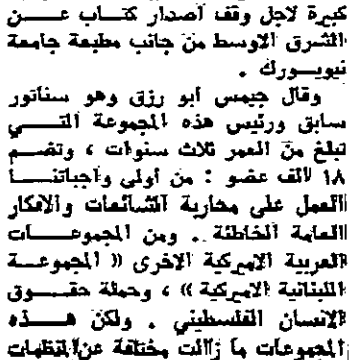 كبيرة لاجل وقف اصدار كتاب عن
الشرق الاوسط من جانب مطبعة جامعة
نيويورك .
وقال جيمس ابو رزق وهو سناتور
سابق ورئيس هذه المجموعة التي
تبلغ من العمر ثلاث سنوات ، وتضم
١٨ الف عضو : من اولى واجباتنا
العمل على محاربة الشائعات والافكار
العامة الخاطئة . ومن المجموعات
العربية الاميركية الاخرى « المجموعة
اللبنانية الاميركية » ، وحملة حقوق
الانسان الفلسطيني . ولكن هذه
المجموعات ما زالت مختلفة عن المنظمات